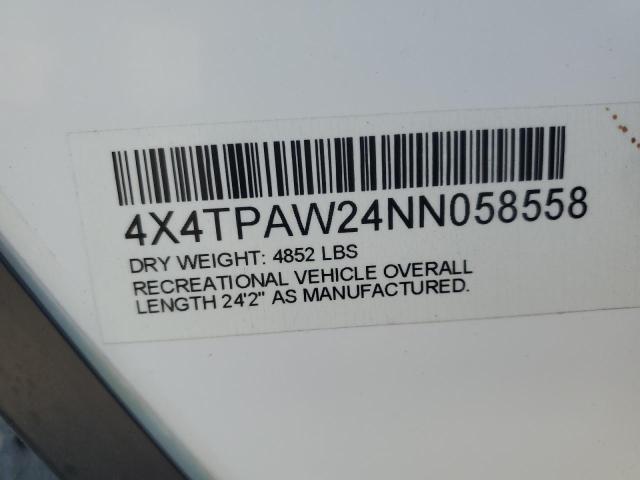 4X4TPAW24NN058558
DRY WEIGHT: 4852 LBS
RECREATIONAL VEHICLE OVERALL
LENGTH 24'2" AS MANUFACTURED.